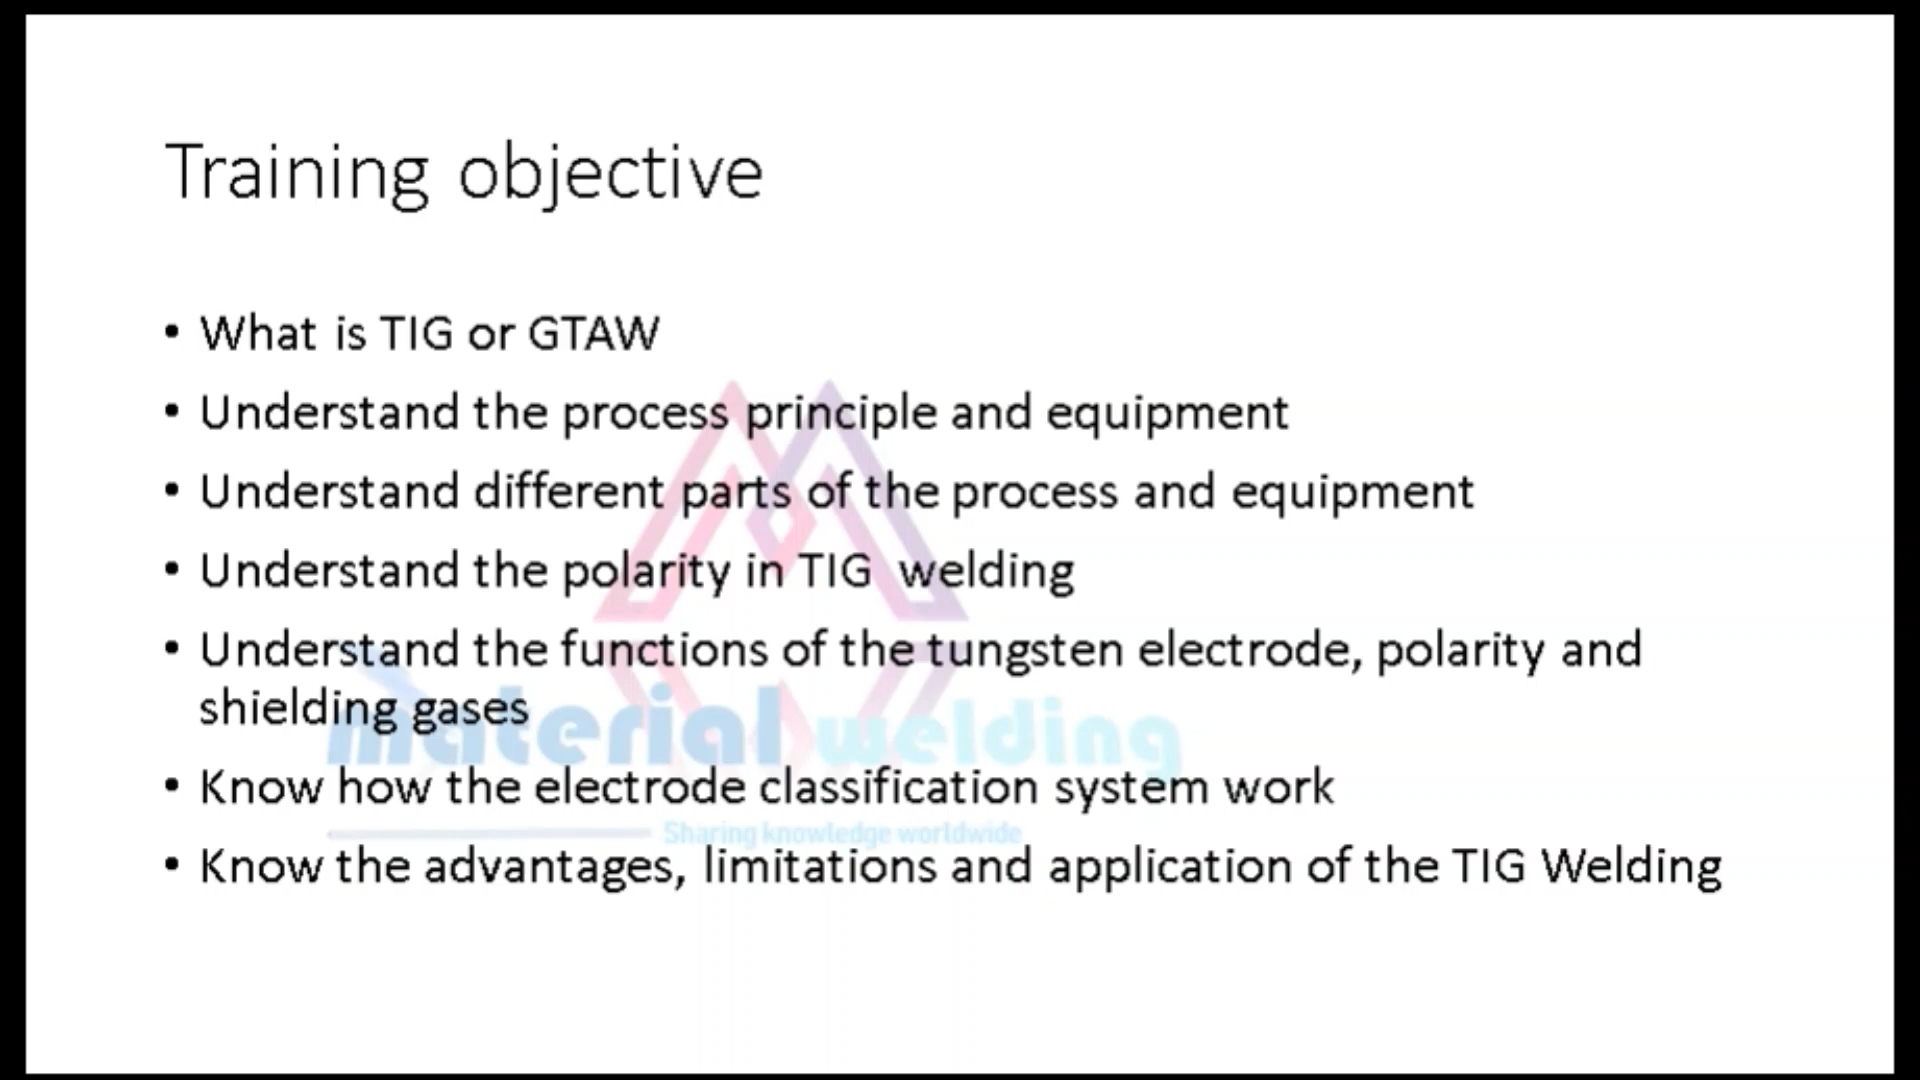 Training objective
• What is TIG or GTAW
• Understand the process principle and equipment
• Understand different parts of the process and equipment
• Understand the polarity in TIG  welding
• Understand the functions of the tungsten electrode, polarity and
shielding gases
material welding
• Know how the electrode classification system work
Sharing knowledge worldwide
• Know the advantages, limitations and application of the TIG Welding